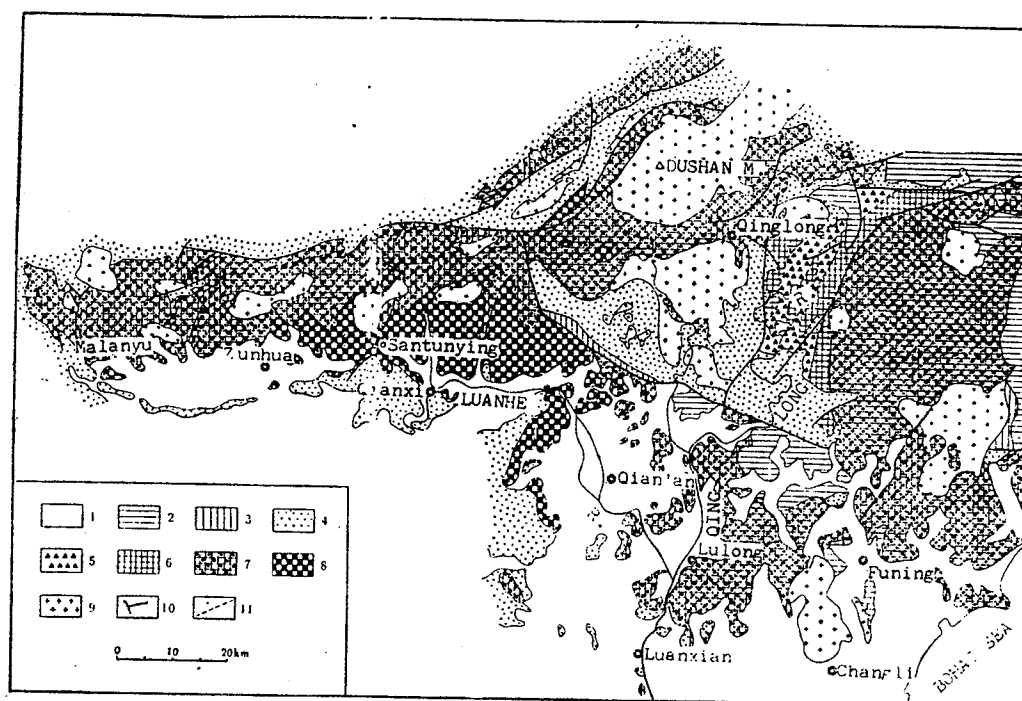 DUSHAN M.
Qinglong
Malanyu
Zunhua
Santunying
LUANHE
LONG
Qian'an
QING
Lulong
Funing
Luanxian
BOHAI SEA
1
2
3
4
5
6
7
8
9
10
11
0 10 20km